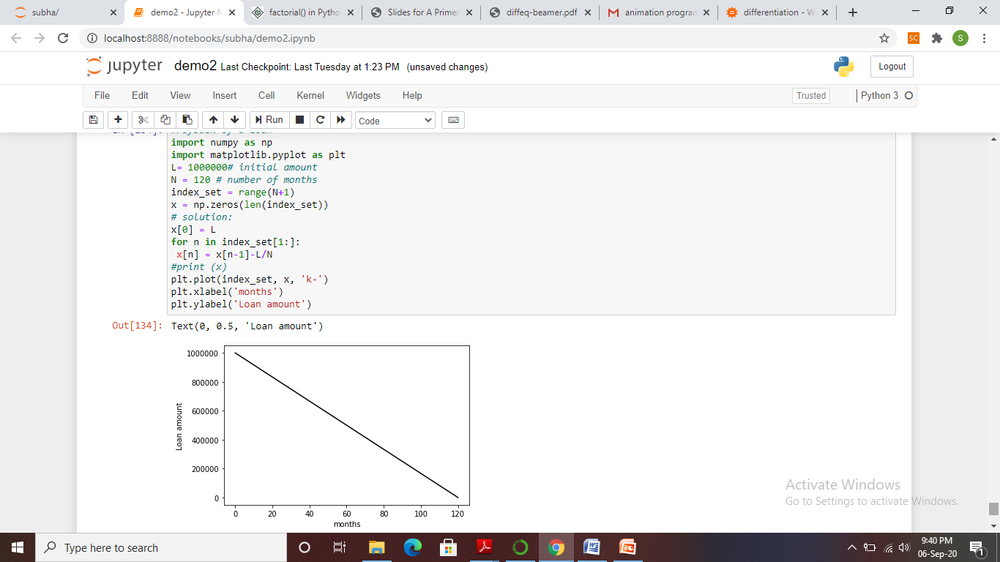 subha/
demo2 - Jupyter N
factorial() in Pytho
Slides for A Primer
diffeq-beamer.pdf
animation progran
differentiation - W
localhost:8888/notebooks/subha/demo2.ipynb
SC
S
jupyter demo2 Last Checkpoint: Last Tuesday at 1:23 PM (unsaved changes)
Logout
File Edit View Insert Cell Kernel Widgets Help
Trusted
Python 3
Run
Code
import numpy as np
import matplotlib.pyplot as plt
L= 1000000# initial amount
N = 120 # number of months
index_set = range(N+1)
x = np.zeros(len(index_set))
# solution:
x[0] = L
for n in index_set[1:]:
 x[n] = x[n-1]-L/N
#print (x)
plt.plot(index_set, x, 'k-')
plt.xlabel('months')
plt.ylabel('Loan amount')
Out[134]: Text(0, 0.5, 'Loan amount')
1000000
800000
600000
400000
200000
0
Loan amount
0 20 40 60 80 100 120
months
Activate Windows
Go to Settings to activate Windows.
Type here to search
9:40 PM
06-Sep-20
1